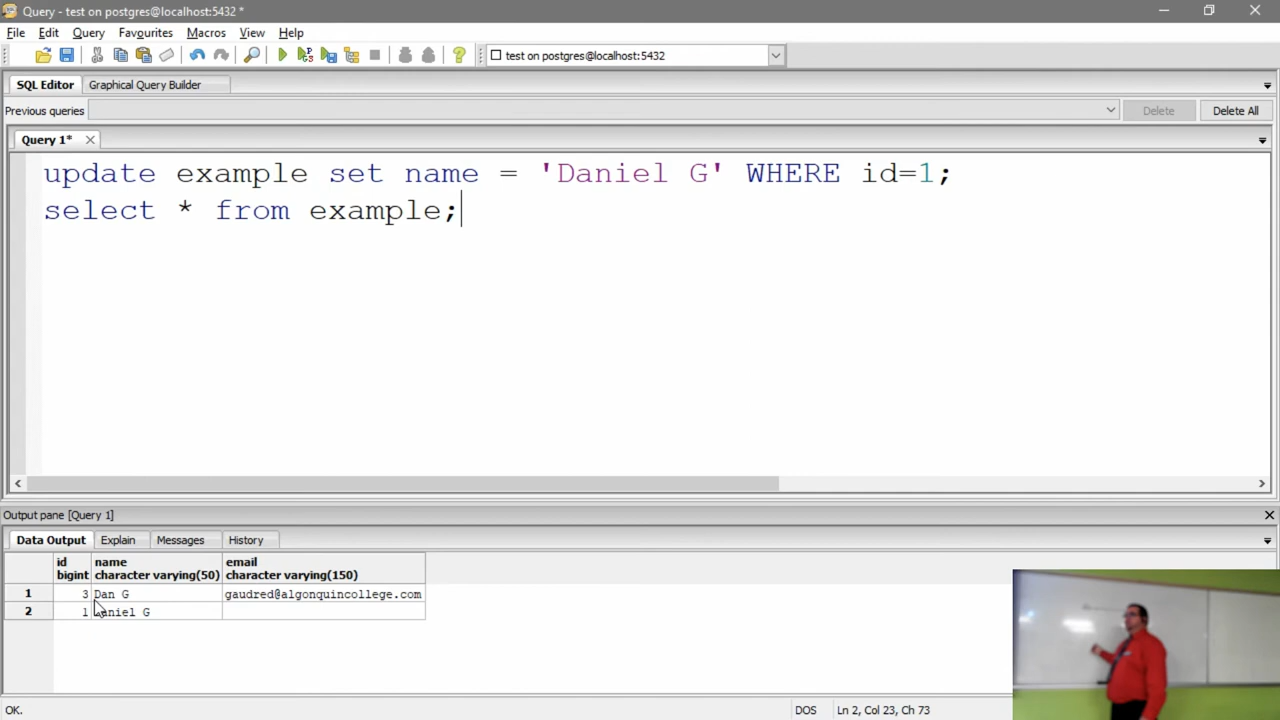 Query - test on postgres@localhost:5432 *
File Edit Query Favourites Macros View Help
test on postgres@localhost:5432
SQL Editor Graphical Query Builder
Previous queries Delete Delete All
Query 1*
update example set name = 'Daniel G' WHERE id=1;
select * from example;
Output pane [Query 1]
Data Output Explain Messages History
id name email
bigint character varying(50) character varying(150)
1 3 Dan G gaudred@algonquincollege.com
2 1 Daniel G
OK. DOS Ln 2, Col 23, Ch 73